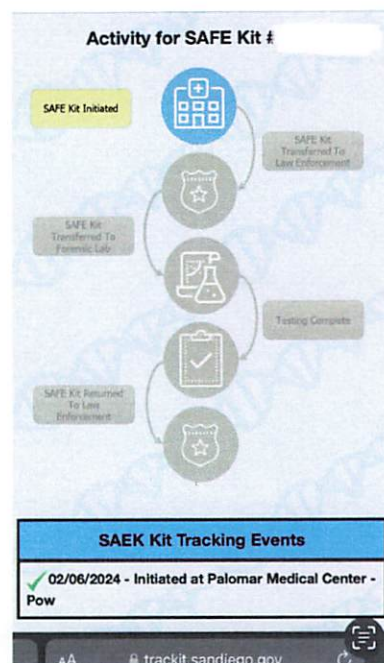 Activity for SAFE Kit #
SAFE Kit Initiated
SAFE Kit
Transferred To
Law Enforcement
SAFE Kit
Transferred To
Forensic Lab
Testing Complete
SAFE Kit Returned
To Law
Enforcement
SAEK Kit Tracking Events
02/06/2024 - Initiated at Palomar Medical Center -
Pow
AA
trackit.sandiego.gov